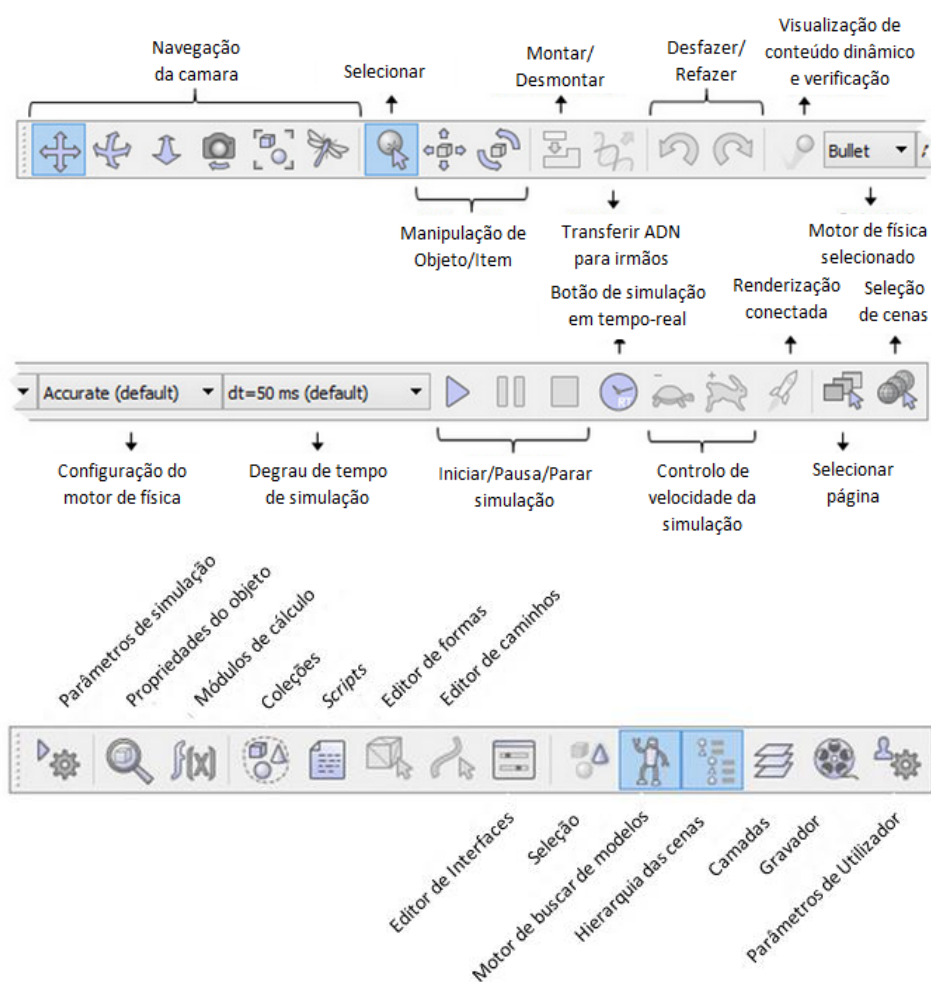 Navegação
da camara
Selecionar
Montar/
Desmontar
Desfazer/
Refazer
Visualização de
conteúdo dinâmico
e verificação
Bullet
Manipulação de
Objeto/Item
Transferir ADN
para irmãos
Motor de física
selecionado
Botão de simulação
em tempo-real
Renderização
conectada
Seleção
de cenas
Accurate (default)
dt=50 ms (default)
RT
Configuração do
motor de física
Degrau de tempo
de simulação
Iniciar/Pausa/Parar
simulação
Controlo de
velocidade da
simulação
Selecionar
página
Parâmetros de simulação
Propriedades do objeto
Módulos de cálculo
Coleções
Scripts
Editor de formas
Editor de caminhos
f(x)
Editor de Interfaces
Seleção
Motor de buscar de modelos
Hierarquia das cenas
Camadas
Gravador
Parâmetros de Utilizador